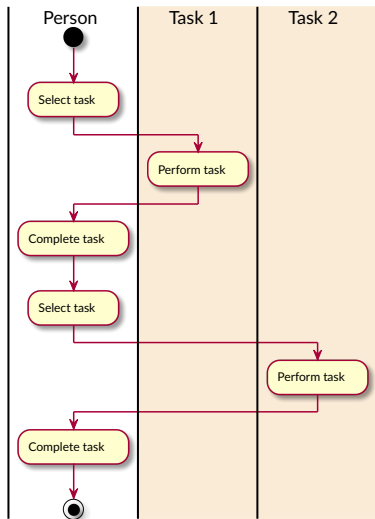 Person
Task 1
Task 2
Select task
Perform task
Complete task
Select task
Perform task
Complete task